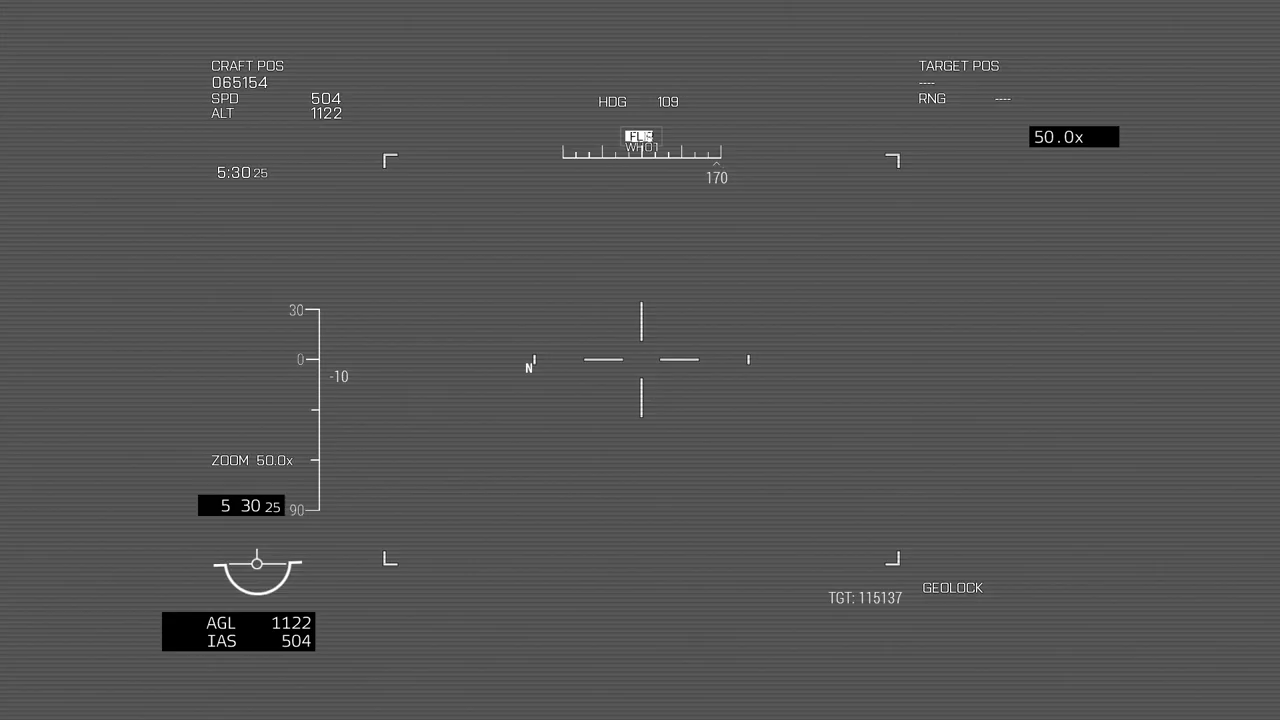 CRAFT POS
065154
SPD 504
ALT 1122
TARGET POS
----
RNG ----
HDG 109
50.0x
170
5:30 25
30
0
-10
N
ZOOM 50.0x
5 30 25
90
TGT: 115137
GEOLOCK
AGL 1122
IAS 504